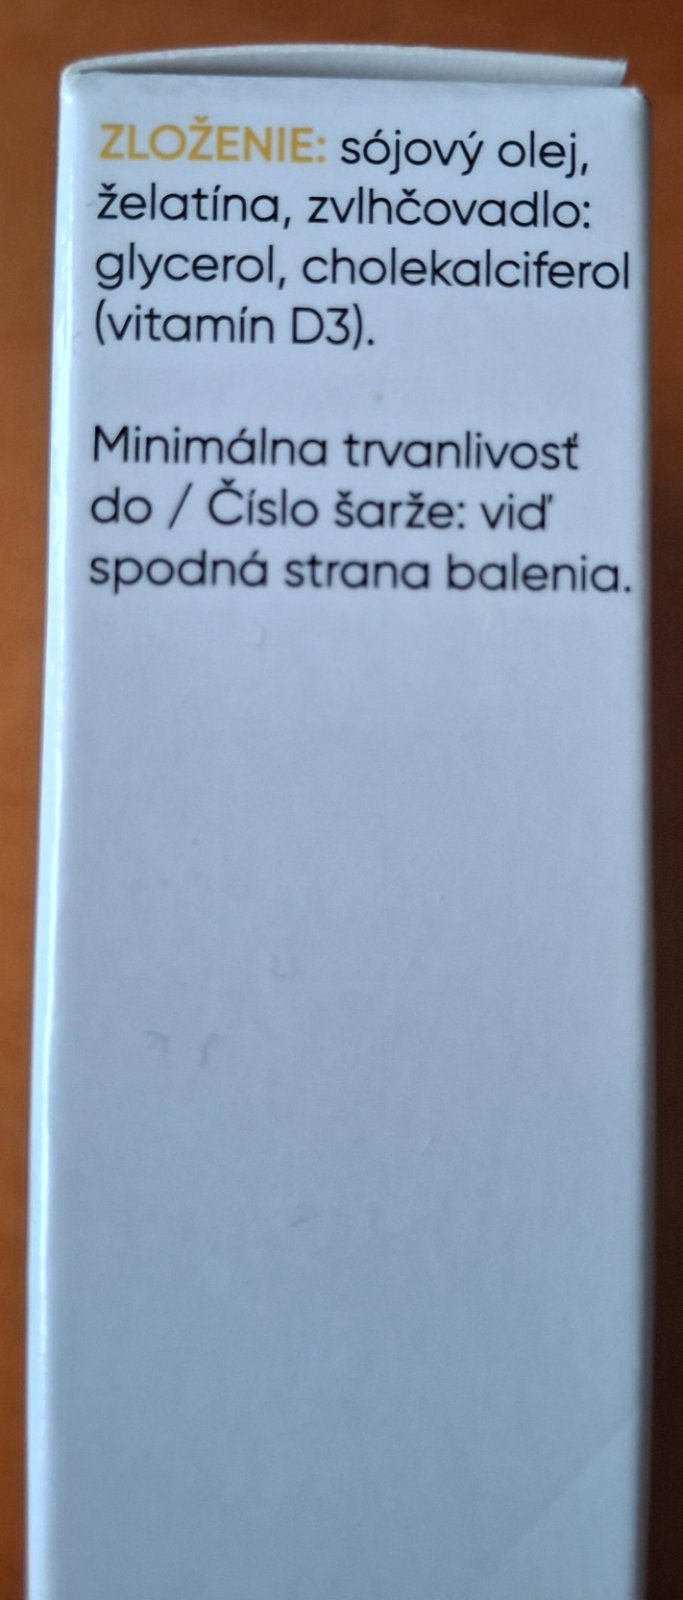 ZLOŽENIE: sójový olej,
želatína, zvlhčovadlo:
glycerol, cholekalciferol
(vitamín D3).
Minimálna trvanlivosť
do / Číslo šarže: viď
spodná strana balenia.